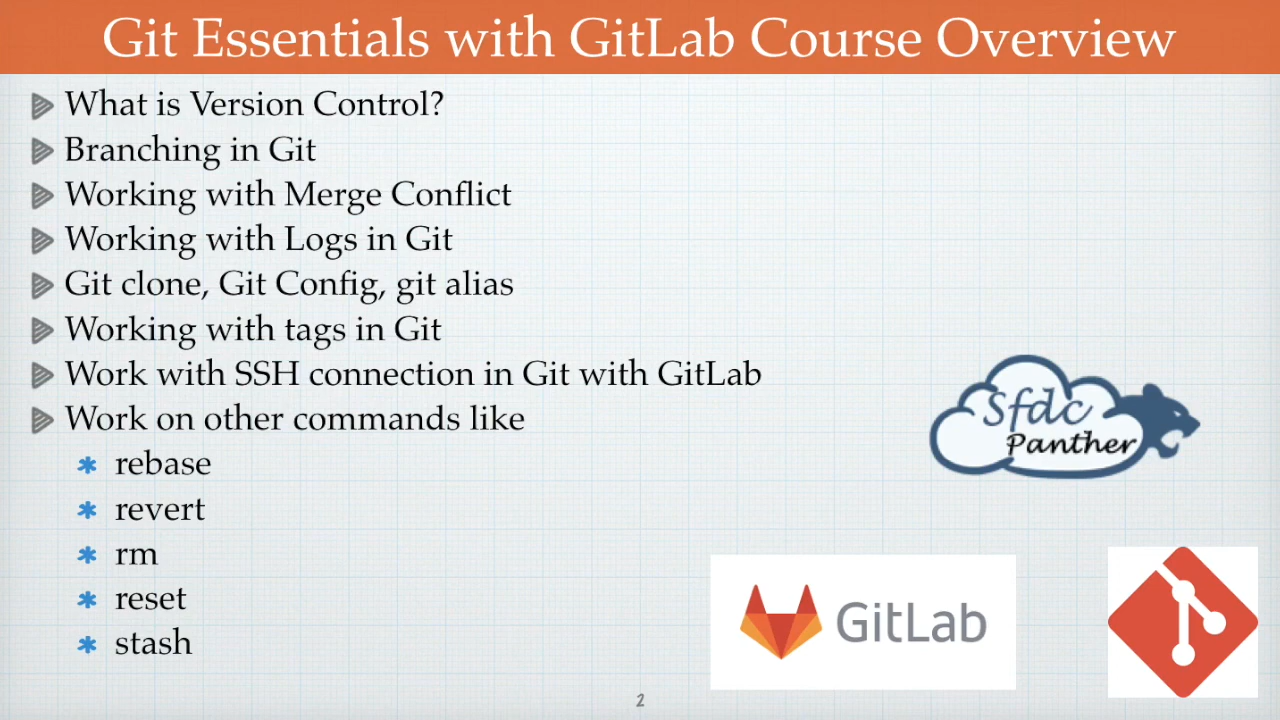 Git Essentials with GitLab Course Overview
What is Version Control?
Branching in Git
Working with Merge Conflict
Working with Logs in Git
Git clone, Git Config, git alias
Working with tags in Git
Work with SSH connection in Git with GitLab
Work on other commands like
rebase
revert
rm
reset
stash
Sfdc
Panther
GitLab
2